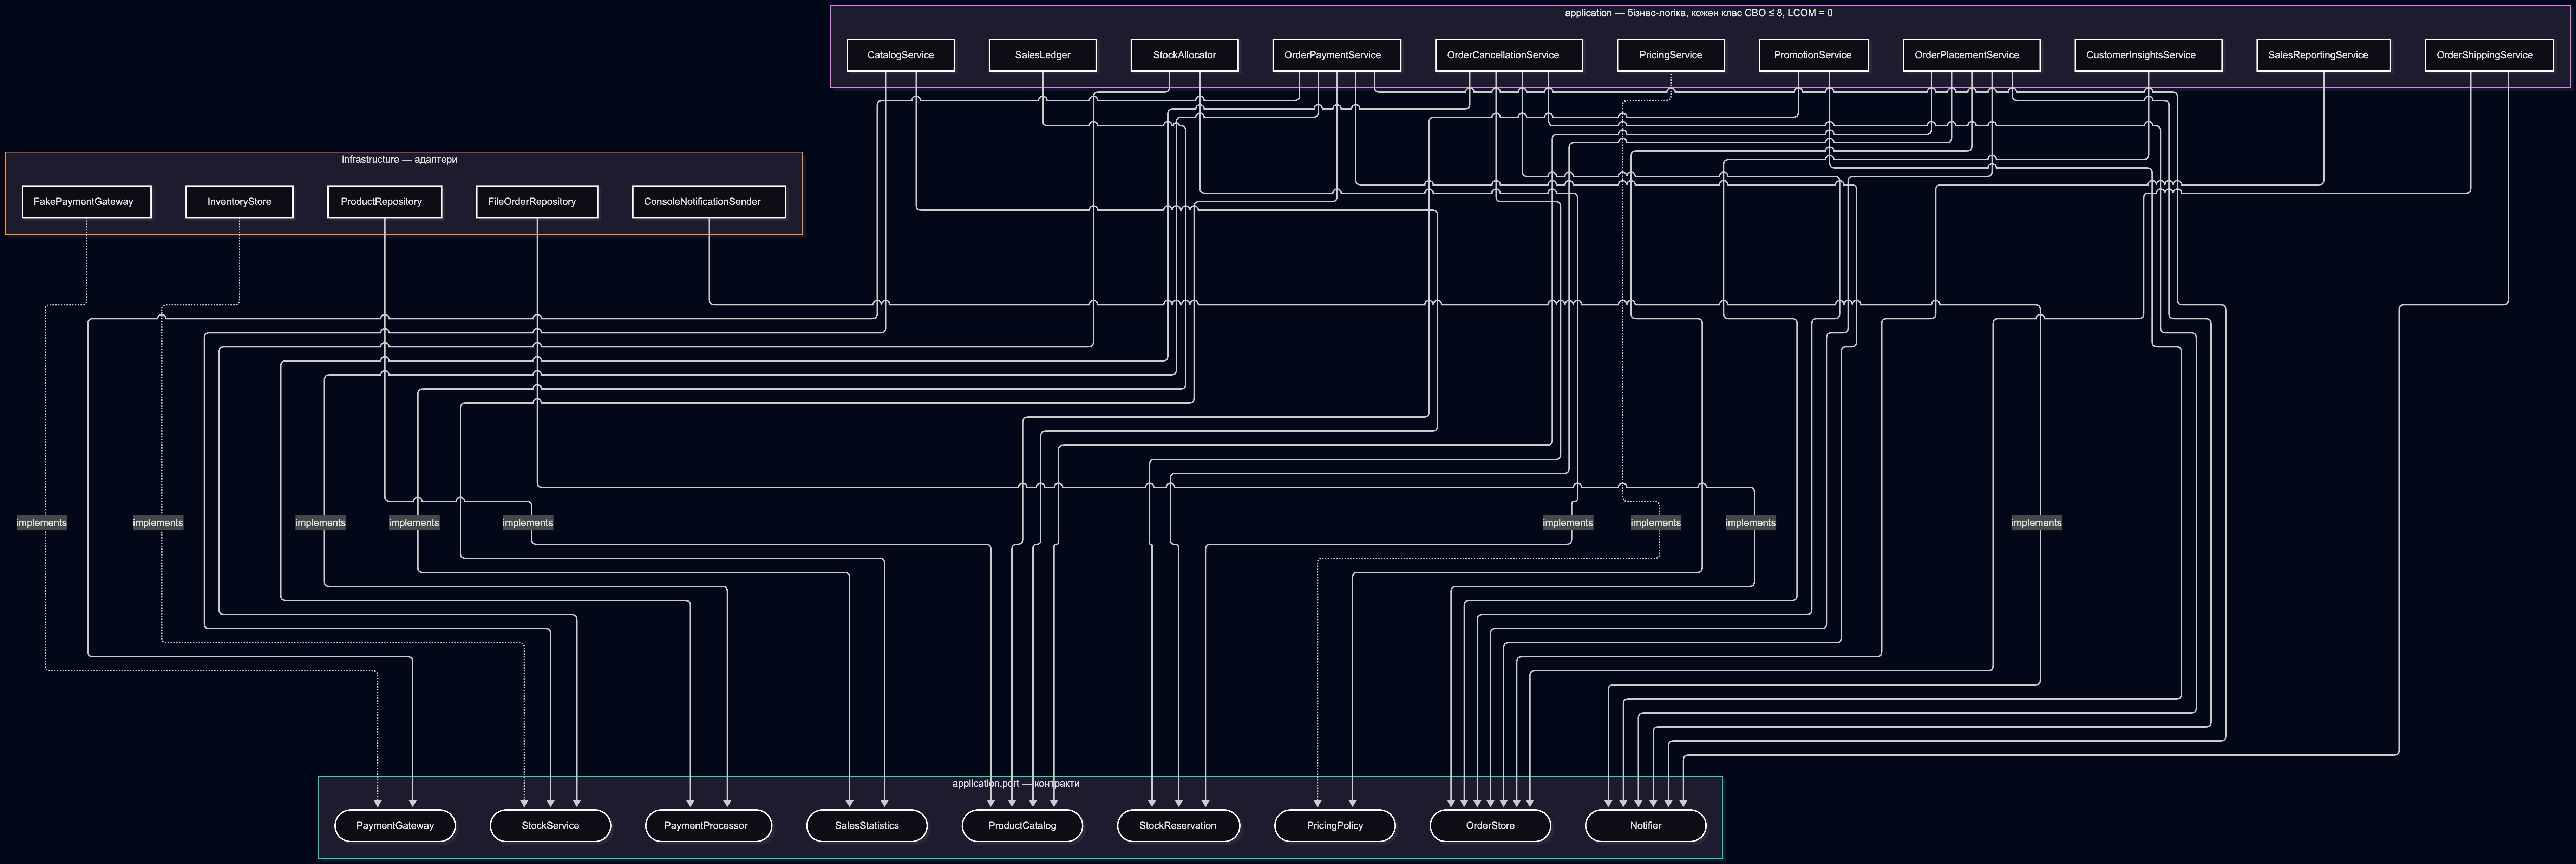 application — бізнес-логіка, кожен клас CBO ≤ 8, LCOM = 0
CatalogService
SalesLedger
StockAllocator
OrderPaymentService
OrderCancellationService
PricingService
PromotionService
OrderPlacementService
CustomerInsightsService
SalesReportingService
OrderShippingService
infrastructure — адаптери
FakePaymentGateway
InventoryStore
ProductRepository
FileOrderRepository
ConsoleNotificationSender
implements
implements
implements
implements
implements
implements
implements
implements
implements
application.port — контракти
PaymentGateway
StockService
PaymentProcessor
SalesStatistics
ProductCatalog
StockReservation
PricingPolicy
OrderStore
Notifier